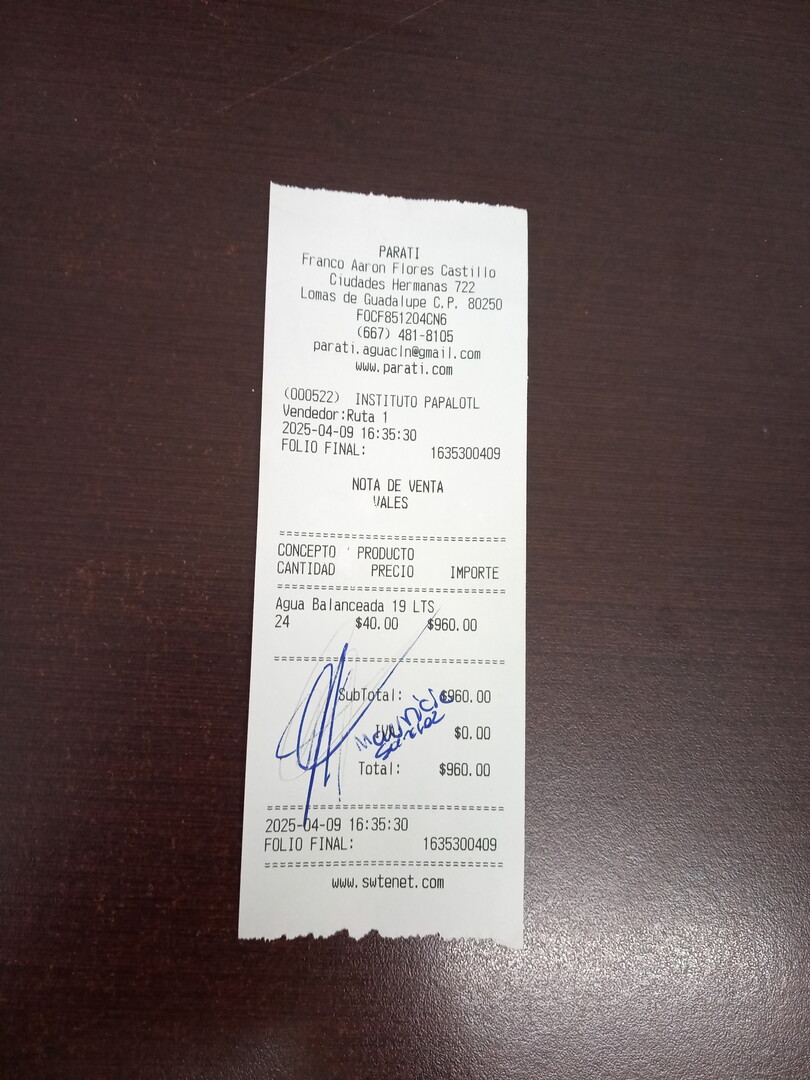 PARATI
Franco Aaron Flores Castillo
Ciudades Hermanas 722
Lomas de Guadalupe C.P. 80250
FOCF851204CN6
(667) 481-8105
parati.aguacln@gmail.com
www.parati.com
(000522) INSTITUTO PAPALOTL
Vendedor:Ruta 1
2025-04-09 16:35:30
FOLIO FINAL: 1635300409
NOTA DE VENTA
VALES
CONCEPTO PRODUCTO
CANTIDAD PRECIO IMPORTE
Agua Balanceada 19 LTS
24 $40.00 $960.00
SubTotal: $960.00
Mauricio
IVA $0.00
Total: $960.00
2025-04-09 16:35:30
FOLIO FINAL: 1635300409
www.swtenet.com